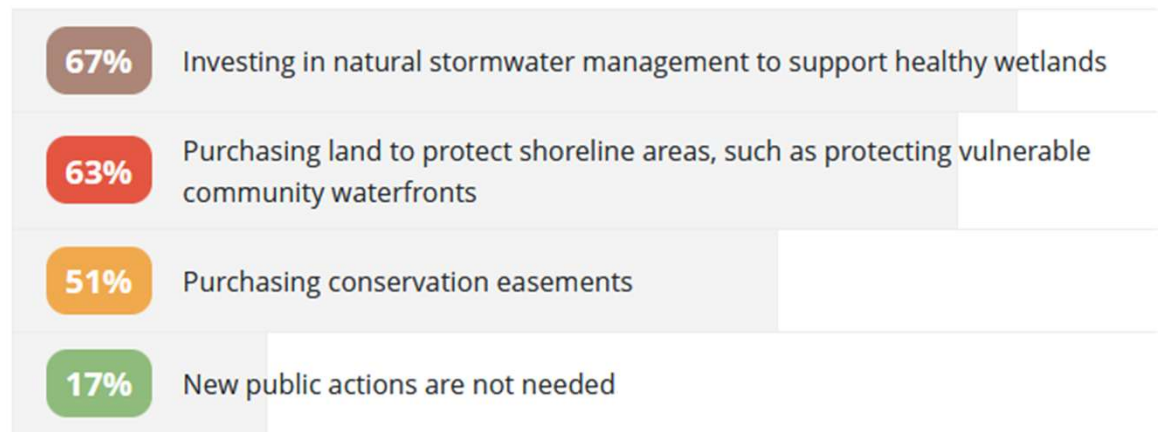 67% Investing in natural stormwater management to support healthy wetlands
63% Purchasing land to protect shoreline areas, such as protecting vulnerable
community waterfronts
51% Purchasing conservation easements
17% New public actions are not needed